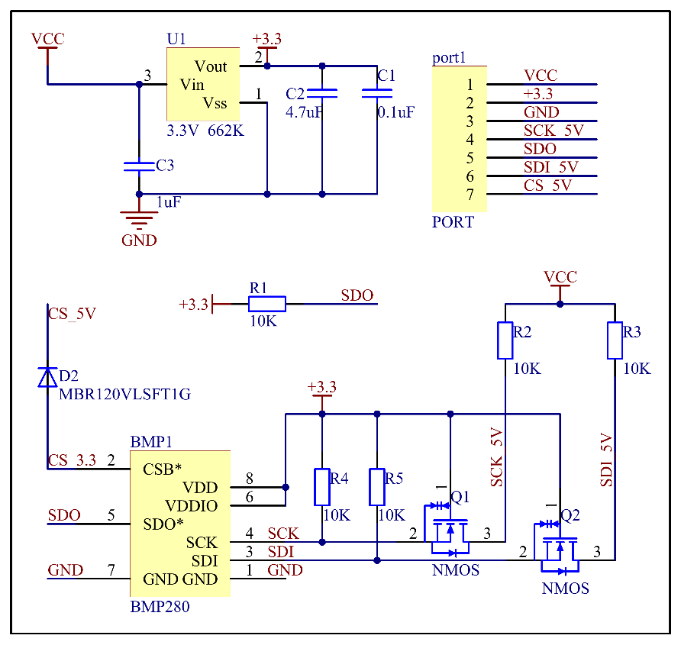 VCC
U1
+3.3
3
Vin
Vout
2
Vss
1
3.3V 662K
C2
4.7uF
C1
0.1uF
C3
1uF
GND
port1
1 VCC
2 +3.3
3 GND
4 SCK_5V
5 SDO
6 SDI_5V
7 CS_5V
PORT
+3.3
R1
10K
SDO
VCC
R2
10K
R3
10K
CS_5V
D2
MBR120VLSFT1G
CS_3.3
SCK_5V
SDI_5V
+3.3
R4
10K
R5
10K
BMP1
2 CSB*
VDD 8
VDDIO 6
SDO
5 SDO*
SCK 4 SCK
SDI 3 SDI
GND 7 GND GND 1 GND
BMP280
1
Q1
2
3
NMOS
1
Q2
2
3
NMOS